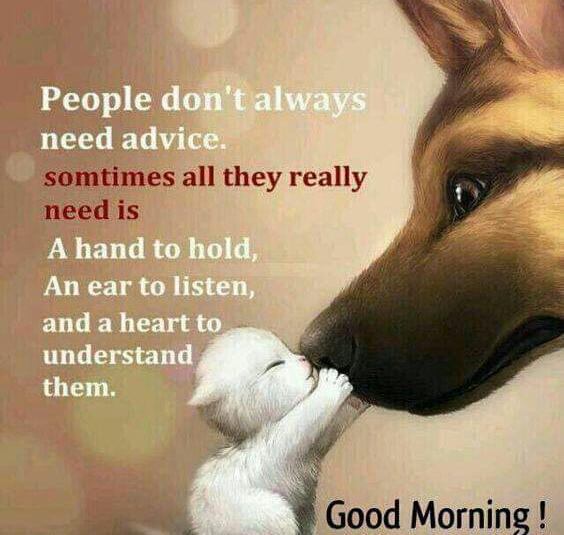 People don't always
need advice.
somtimes all they really
need is
A hand to hold,
An ear to listen,
and a heart to
understand
them.
Good Morning !